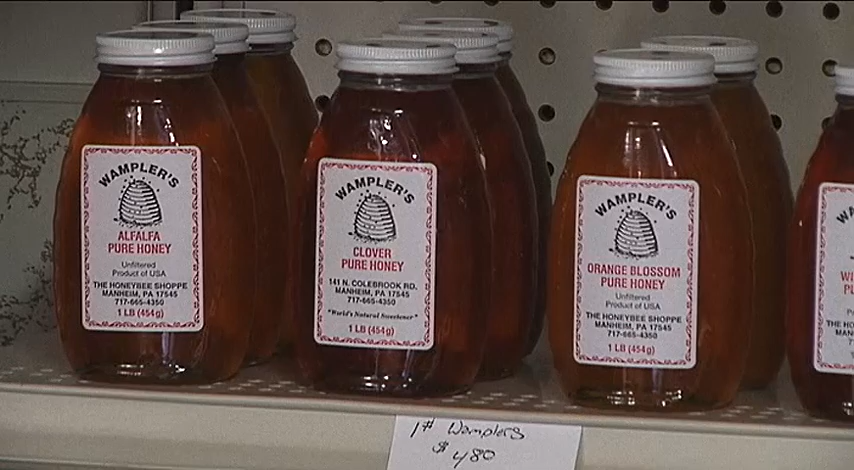 WAMPLER'S
ALFALFA
PURE HONEY
Unfiltered
Product of USA
THE HONEYBEE SHOPPE
MANHEIM, PA 17545
717-665-4350
1 LB (454g)
WAMPLER'S
CLOVER
PURE HONEY
141 N. COLEBROOK RD.
MANHEIM, PA 17545
717-665-4350
"World's Natural Sweetener"
1 LB (454g)
WAMPLER'S
ORANGE BLOSSOM
PURE HONEY
Unfiltered
Product of USA
THE HONEYBEE SHOPPE
MANHEIM, PA 17545
717-665-4350
1 LB (454g)
1# Wamplers
$480